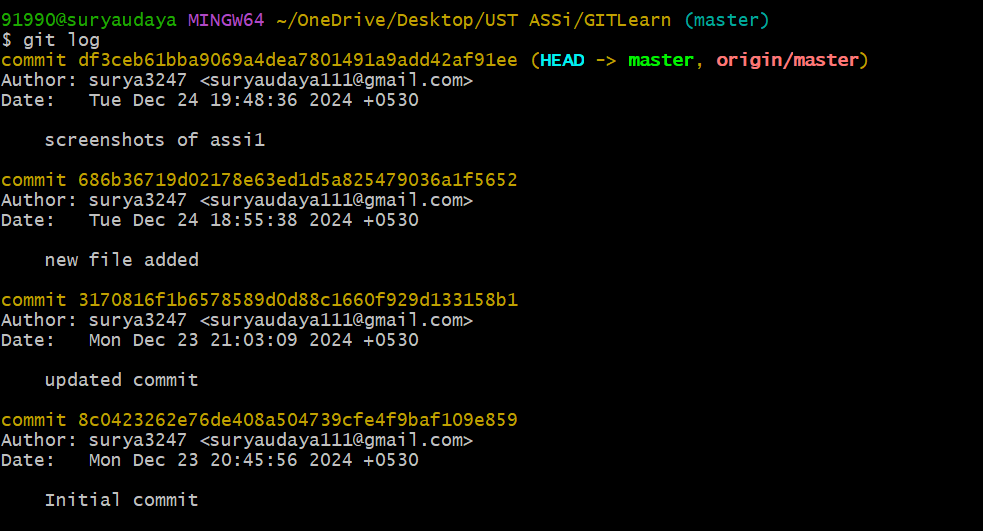 91990@suryaudaya MINGW64 ~/OneDrive/Desktop/UST ASSi/GITLearn (master)
$ git log
commit df3ceb61bba9069a4dea7801491a9add42af91ee (HEAD -> master, origin/master)
Author: surya3247 <suryaudaya111@gmail.com>
Date:   Tue Dec 24 19:48:36 2024 +0530

    screenshots of assi1

commit 686b36719d02178e63ed1d5a825479036a1f5652
Author: surya3247 <suryaudaya111@gmail.com>
Date:   Tue Dec 24 18:55:38 2024 +0530

    new file added

commit 3170816f1b6578589d0d88c1660f929d133158b1
Author: surya3247 <suryaudaya111@gmail.com>
Date:   Mon Dec 23 21:03:09 2024 +0530

    updated commit

commit 8c0423262e76de408a504739cfe4f9baf109e859
Author: surya3247 <suryaudaya111@gmail.com>
Date:   Mon Dec 23 20:45:56 2024 +0530

    Initial commit